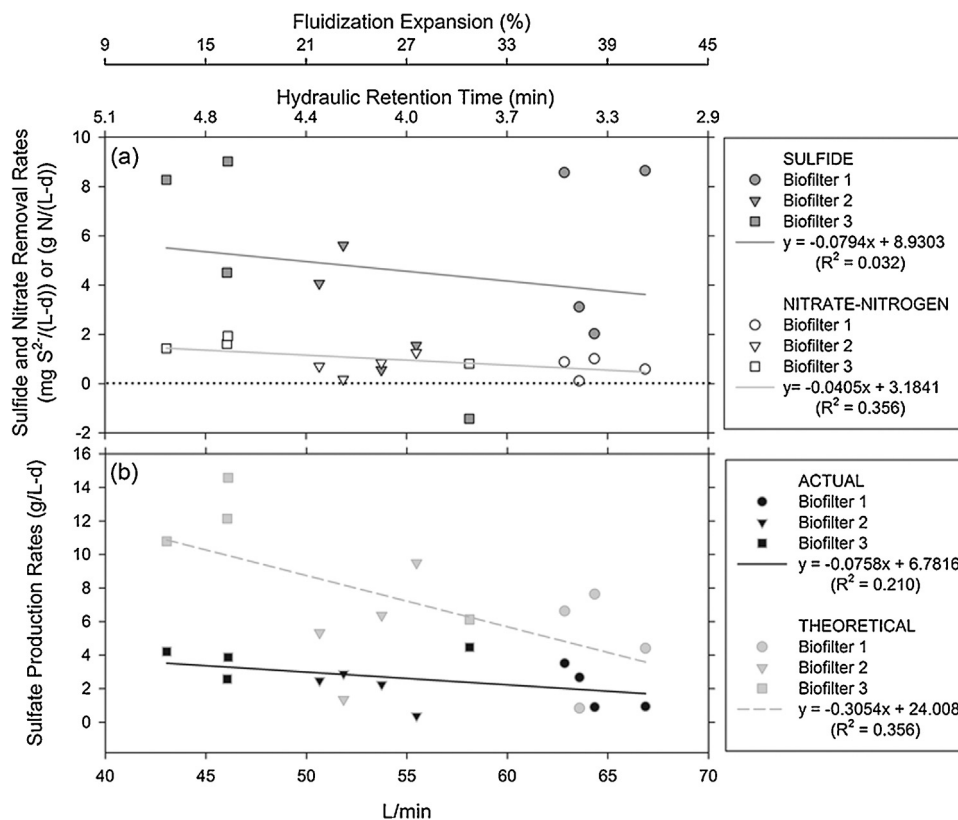 Fluidization Expansion (%)
9 15 21 27 33 39 45
Hydraulic Retention Time (min)
5.1 4.8 4.4 4.0 3.7 3.3 2.9
Sulfide and Nitrate Removal Rates
(mg S²⁻/(L-d)) or (g N/(L-d))
(a)
10
8
6
4
2
0
-2
SULFIDE
Biofilter 1
Biofilter 2
Biofilter 3
y = -0.0794x + 8.9303
(R² = 0.032)
NITRATE-NITROGEN
Biofilter 1
Biofilter 2
Biofilter 3
y= -0.0405x + 3.1841
(R² = 0.356)
Sulfate Production Rates (g/L-d)
(b)
16
14
12
10
8
6
4
2
0
ACTUAL
Biofilter 1
Biofilter 2
Biofilter 3
y = -0.0758x + 6.7816
(R² = 0.210)
THEORETICAL
Biofilter 1
Biofilter 2
Biofilter 3
y = -0.3054x + 24.008
(R² = 0.356)
40 45 50 55 60 65 70
L/min